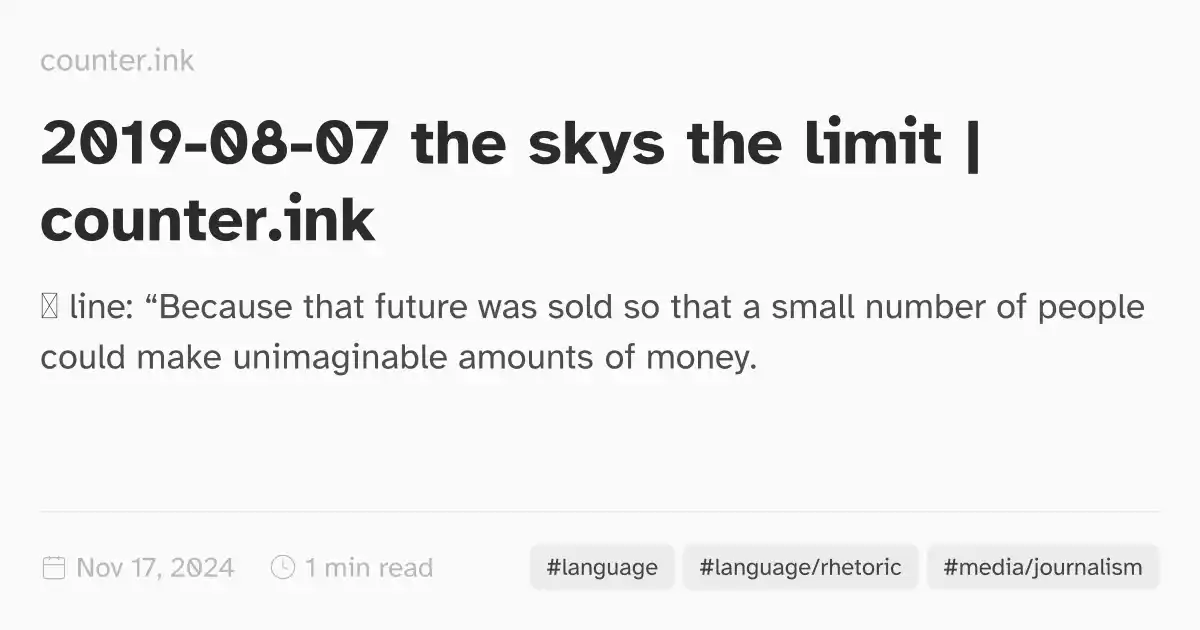 counter.ink
2019-08-07 the skys the limit |
counter.ink
line: “Because that future was sold so that a small number of people
could make unimaginable amounts of money.
Nov 17, 2024
1 min read
#language
#language/rhetoric
#media/journalism